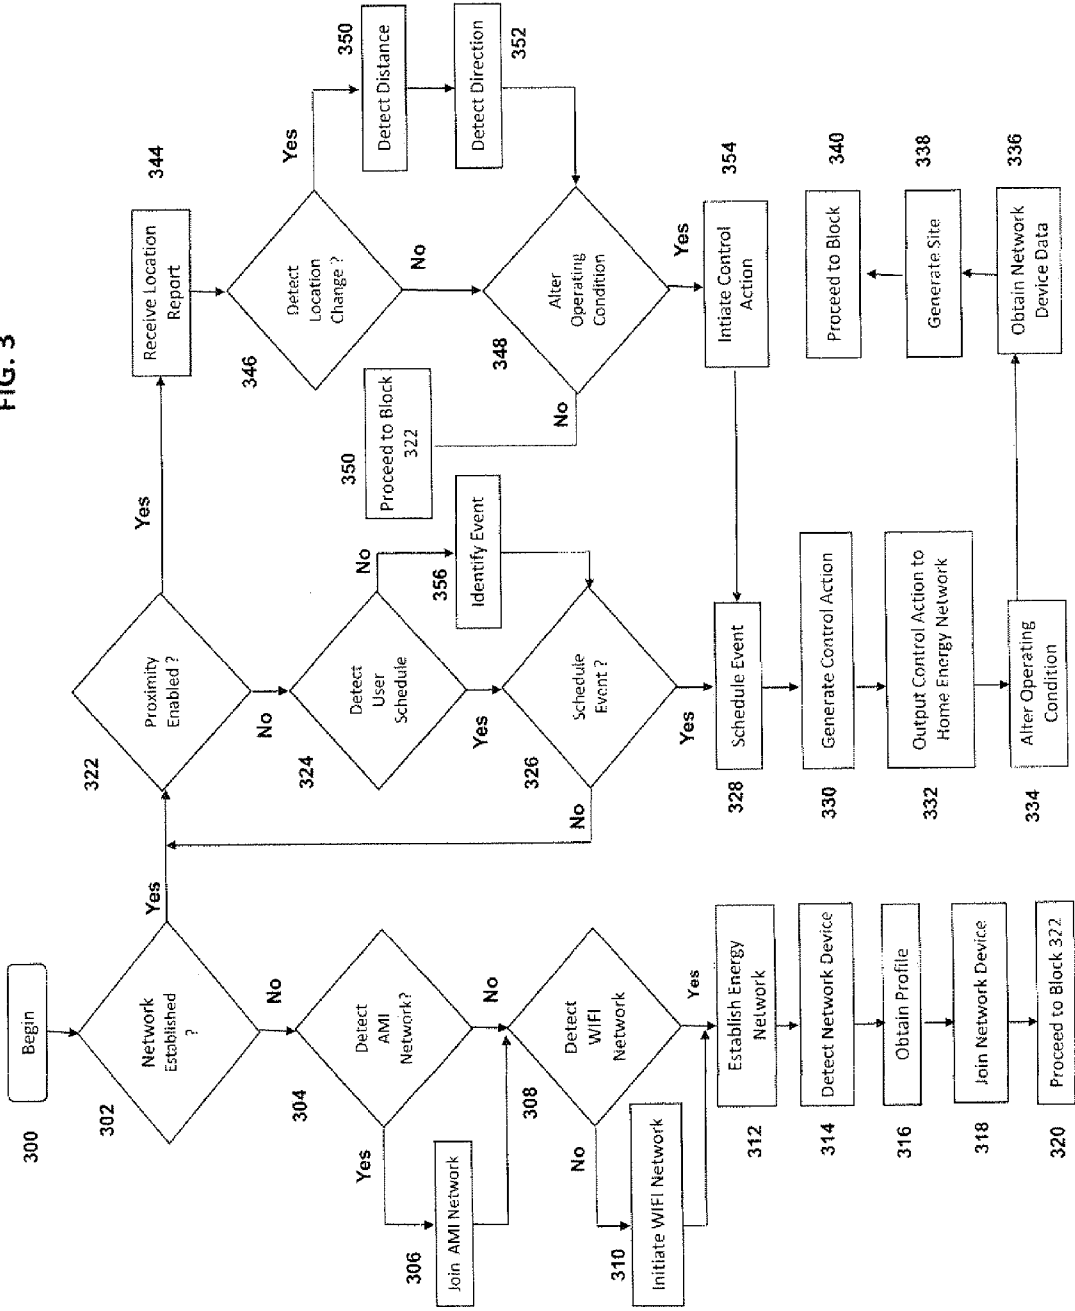 FIG. 3
300
Begin
302
Network
Established
?
Yes
No
304
Detect
AMI
Network?
Yes
No
306
Join AMI Network
308
Detect
WIFI
Network
No
Yes
310
Initiate WIFI Network
312
Establish Energy
Network
314
Detect Network Device
316
Obtain Profile
318
Join Network Device
320
Proceed to Block 322
322
Proximity
Enabled ?
Yes
No
324
Detect
User
Schedule
No
Yes
356
Identify Event
326
Schedule
Event ?
No
Yes
328
Schedule Event
330
Generate Control Action
332
Output Control Action to
Home Energy Network
334
Alter Operating
Condition
344
Receive Location
Report
346
Detect
Location
Change ?
Yes
No
350
Detect Distance
352
Detect Direction
348
Alter
Operating
Condition
No
Yes
350
Proceed to Block
322
354
Intiate Control
Action
340
Proceed to Block
338
Generate Site
336
Obtain Network
Device Data